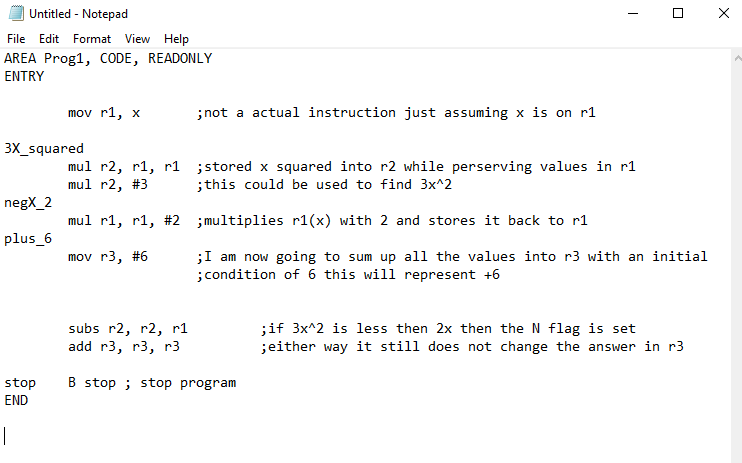 Untitled - Notepad
File Edit Format View Help
AREA Prog1, CODE, READONLY
ENTRY
mov r1, x ;not a actual instruction just assuming x is on r1
3X_squared
mul r2, r1, r1 ;stored x squared into r2 while perserving values in r1
mul r2, #3 ;this could be used to find 3x^2
negX_2
mul r1, r1, #2 ;multiplies r1(x) with 2 and stores it back to r1
plus_6
mov r3, #6 ;I am now going to sum up all the values into r3 with an initial
;condition of 6 this will represent +6
subs r2, r2, r1 ;if 3x^2 is less then 2x then the N flag is set
add r3, r3, r3 ;either way it still does not change the answer in r3
stop B stop ; stop program
END